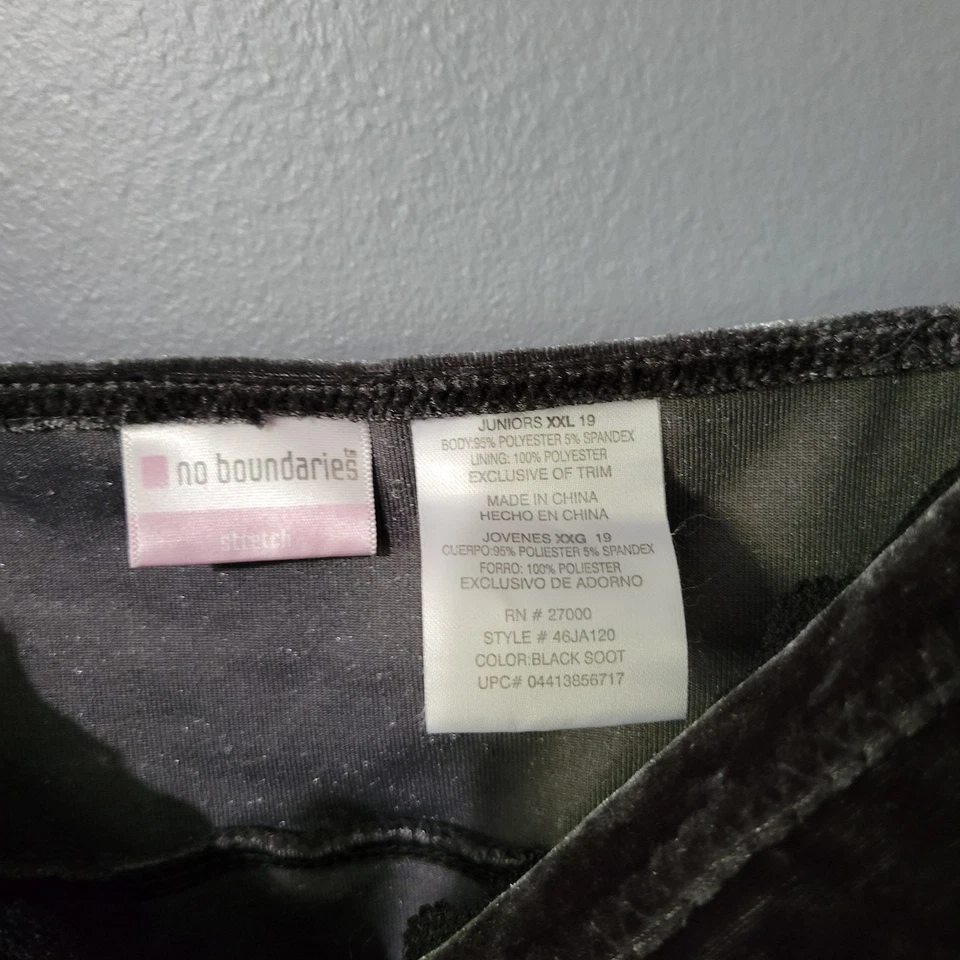 no boundaries™
stretch
JUNIORS XXL 19
BODY:95% POLYESTER 5% SPANDEX
LINING: 100% POLYESTER
EXCLUSIVE OF TRIM
MADE IN CHINA
HECHO EN CHINA
JOVENES XXG 19
CUERPO:95% POLIESTER 5% SPANDEX
FORRO: 100% POLIESTER
EXCLUSIVO DE ADORNO
RN # 27000
STYLE # 46JA120
COLOR:BLACK SOOT
UPC# 04413856717